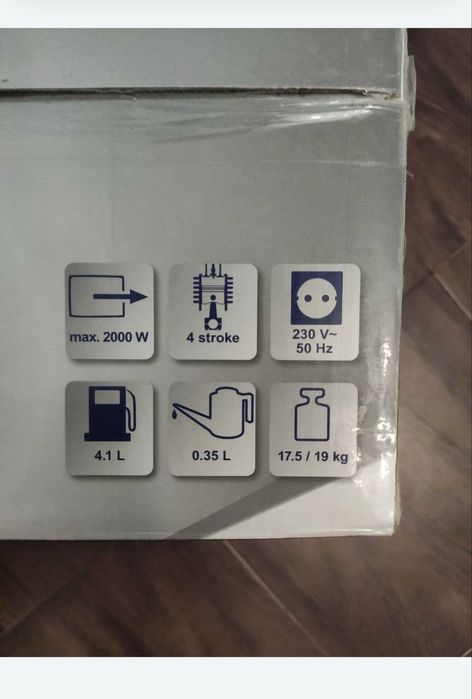 max. 2000 W
4 stroke
230 V~
50 Hz
4.1 L
0.35 L
17.5 / 19 kg